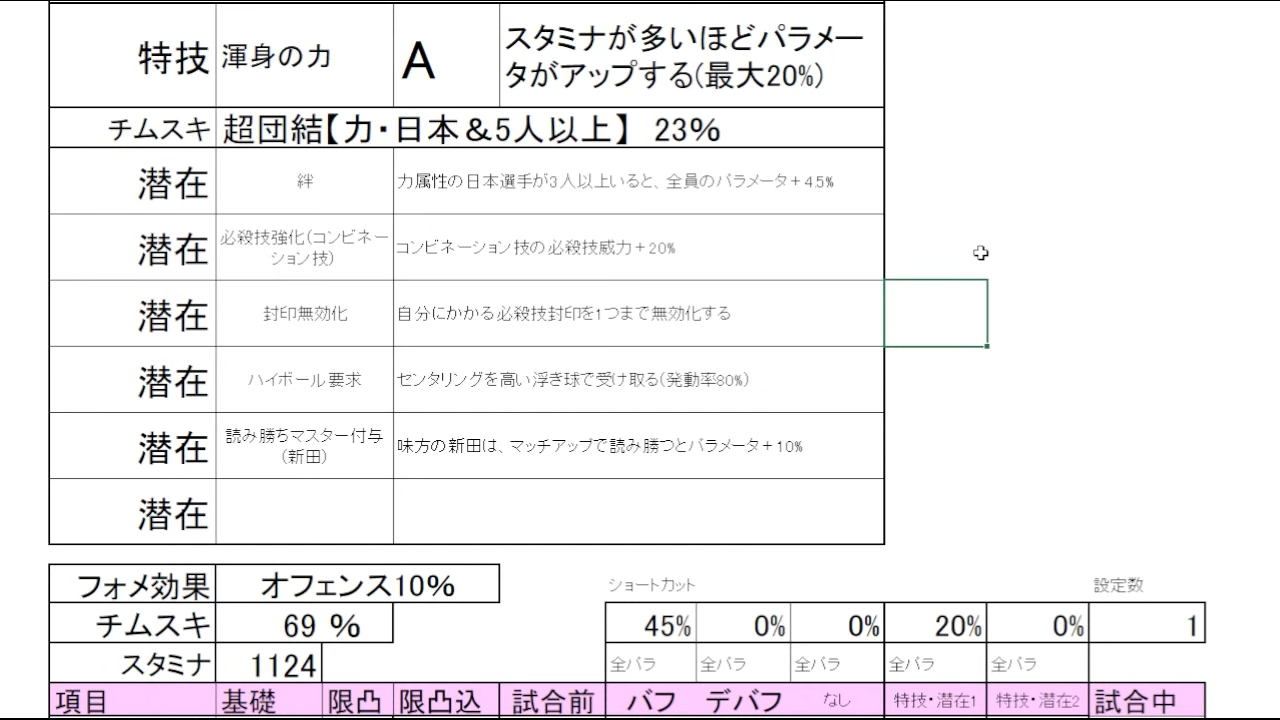 特技 渾身の力 A スタミナが多いほどパラメー
タがアップする(最大20%)
チムスキ 超団結【力・日本&5人以上】 23%
潜在 絆 力属性の日本選手が3人以上いると、全員のパラメータ+4.5%
潜在 必殺技強化(コンビネー
ション技) コンビネーション技の必殺技威力+20%
潜在 封印無効化 自分にかかる必殺技封印を1つまで無効化する
潜在 ハイボール要求 センタリングを高い浮き球で受け取る(発動率80%)
潜在 読み勝ちマスター付与
(新田) 味方の新田は、マッチアップで読み勝つとパラメータ+10%
潜在
フォメ効果 オフェンス10% ショートカット 設定数
チムスキ 69 % 45% 0% 0% 20% 0% 1
スタミナ 1124 全パラ 全パラ 全パラ 全パラ 全パラ
項目 基礎 限凸 限凸込 試合前 バフ デバフ なし 特技・潜在1 特技・潜在2 試合中